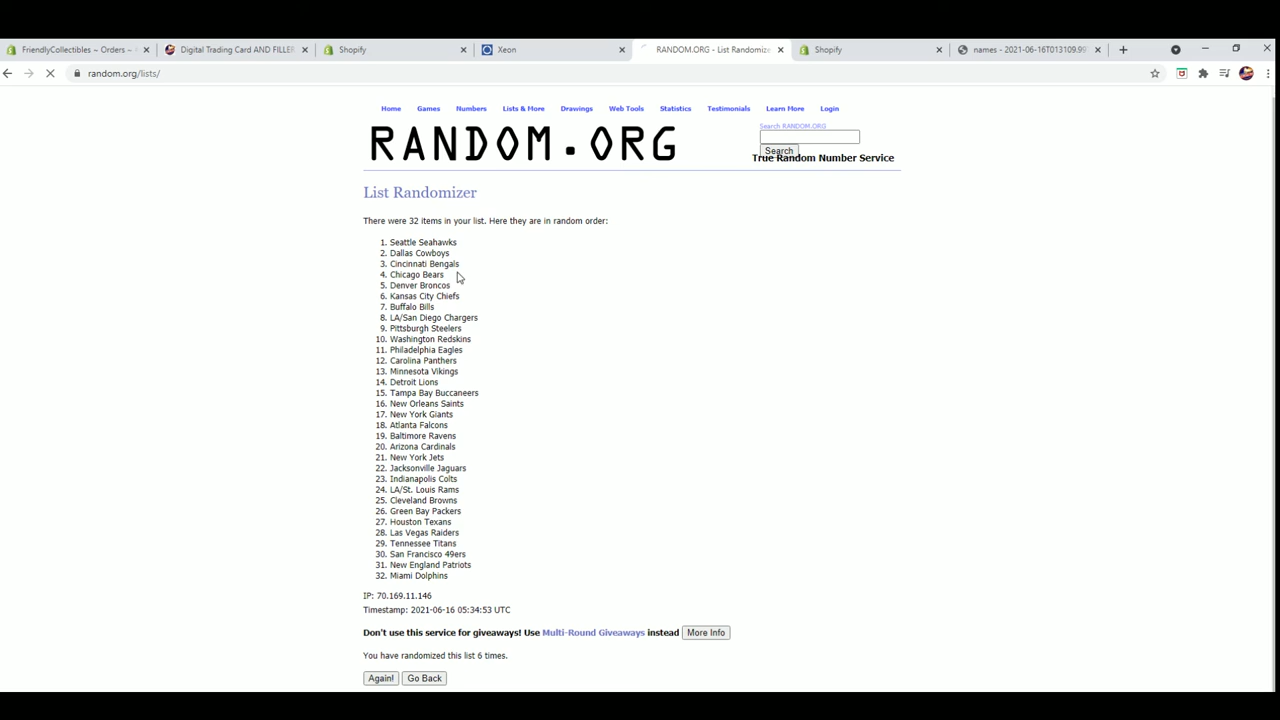 FriendlyCollectibles ~ Orders ~
Digital Trading Card AND FILLER
Shopify
Xeon
RANDOM.ORG - List Randomizer
Shopify
names - 2021-06-16T013109.99
random.org/lists/
Home Games Numbers Lists & More Drawings Web Tools Statistics Testimonials Learn More Login
RANDOM.ORG
Search RANDOM.ORG
Search
True Random Number Service
List Randomizer
There were 32 items in your list. Here they are in random order:
1. Seattle Seahawks
2. Dallas Cowboys
3. Cincinnati Bengals
4. Chicago Bears
5. Denver Broncos
6. Kansas City Chiefs
7. Buffalo Bills
8. LA/San Diego Chargers
9. Pittsburgh Steelers
10. Washington Redskins
11. Philadelphia Eagles
12. Carolina Panthers
13. Minnesota Vikings
14. Detroit Lions
15. Tampa Bay Buccaneers
16. New Orleans Saints
17. New York Giants
18. Atlanta Falcons
19. Baltimore Ravens
20. Arizona Cardinals
21. New York Jets
22. Jacksonville Jaguars
23. Indianapolis Colts
24. LA/St. Louis Rams
25. Cleveland Browns
26. Green Bay Packers
27. Houston Texans
28. Las Vegas Raiders
29. Tennessee Titans
30. San Francisco 49ers
31. New England Patriots
32. Miami Dolphins
IP: 70.169.11.146
Timestamp: 2021-06-16 05:34:53 UTC
Don't use this service for giveaways! Use Multi-Round Giveaways instead More Info
You have randomized this list 6 times.
Again! Go Back